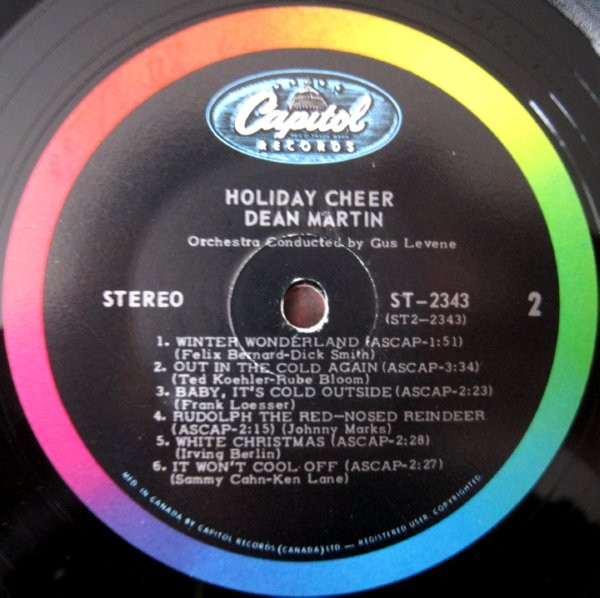 Capitol
RECORDS
HOLIDAY CHEER
DEAN MARTIN
Orchestra Conducted by Gus Levene
STEREO
ST-2343
(ST2-2343)
2
1. WINTER WONDERLAND (ASCAP-1:51)
(Felix Bernard-Dick Smith)
2. OUT IN THE COLD AGAIN (ASCAP-3:34)
(Ted Koehler-Rube Bloom)
3. BABY, IT'S COLD OUTSIDE (ASCAP-2:23)
(Frank Loesser)
4. RUDOLPH THE RED-NOSED REINDEER
(ASCAP-2:15) (Johnny Marks)
5. WHITE CHRISTMAS (ASCAP-2:28)
(Irving Berlin)
6. IT WON'T COOL OFF (ASCAP-2:27)
(Sammy Cahn-Ken Lane)
MFD. IN CANADA BY CAPITOL RECORDS (CANADA) LTD. — REGISTERED USER. COPYRIGHTED